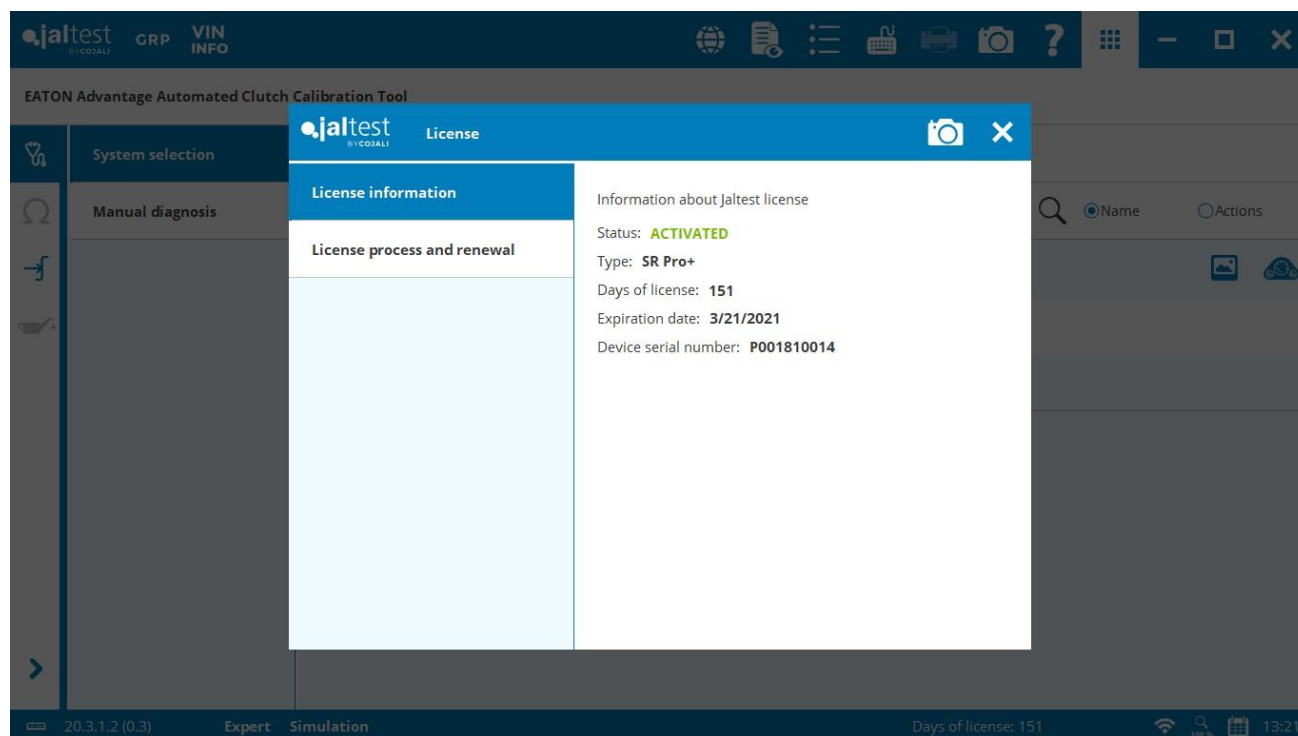 jaltest GRP VIN INFO
BY COJALI
EATON Advantage Automated Clutch Calibration Tool
System selection
Manual diagnosis
Name Actions
jaltest License
BY COJALI
License information
License process and renewal
Information about Jaltest license
Status: ACTIVATED
Type: SR Pro+
Days of license: 151
Expiration date: 3/21/2021
Device serial number: P001810014
20.3.1.2 (0.3) Expert Simulation Days of license: 151 100 % 13:21